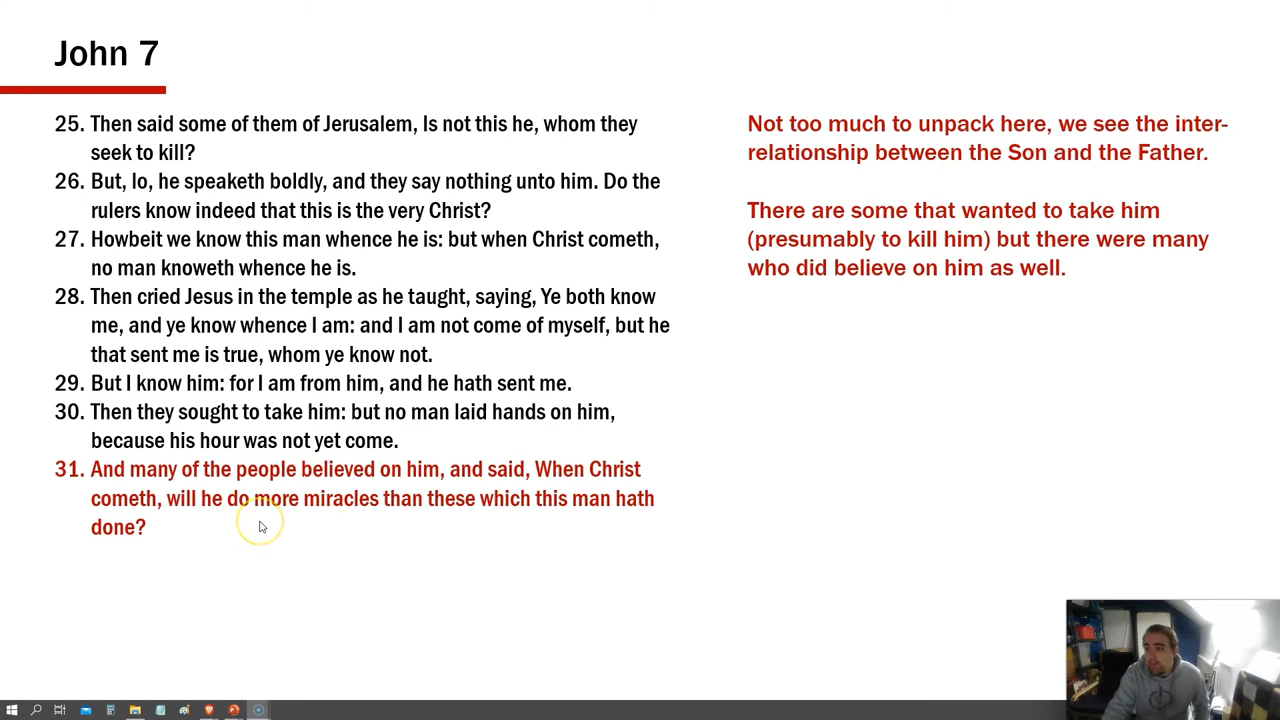 John 7
25. Then said some of them of Jerusalem, Is not this he, whom they
seek to kill?
26. But, lo, he speaketh boldly, and they say nothing unto him. Do the
rulers know indeed that this is the very Christ?
27. Howbeit we know this man whence he is: but when Christ cometh,
no man knoweth whence he is.
28. Then cried Jesus in the temple as he taught, saying, Ye both know
me, and ye know whence I am: and I am not come of myself, but he
that sent me is true, whom ye know not.
29. But I know him: for I am from him, and he hath sent me.
30. Then they sought to take him: but no man laid hands on him,
because his hour was not yet come.
31. And many of the people believed on him, and said, When Christ
cometh, will he do more miracles than these which this man hath
done?
Not too much to unpack here, we see the inter-
relationship between the Son and the Father.
There are some that wanted to take him
(presumably to kill him) but there were many
who did believe on him as well.